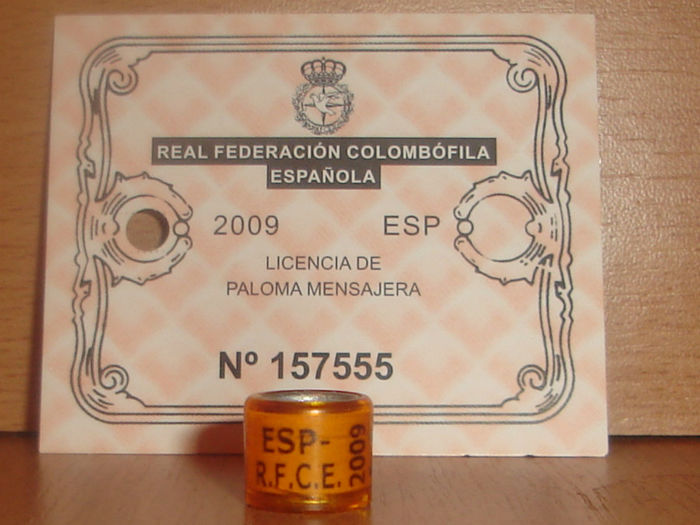 REAL FEDERACIÓN COLOMBÓFILA
ESPAÑOLA
2009 ESP
LICENCIA DE
PALOMA MENSAJERA
Nº 157555
ESP-
R.F.C.E.
2009